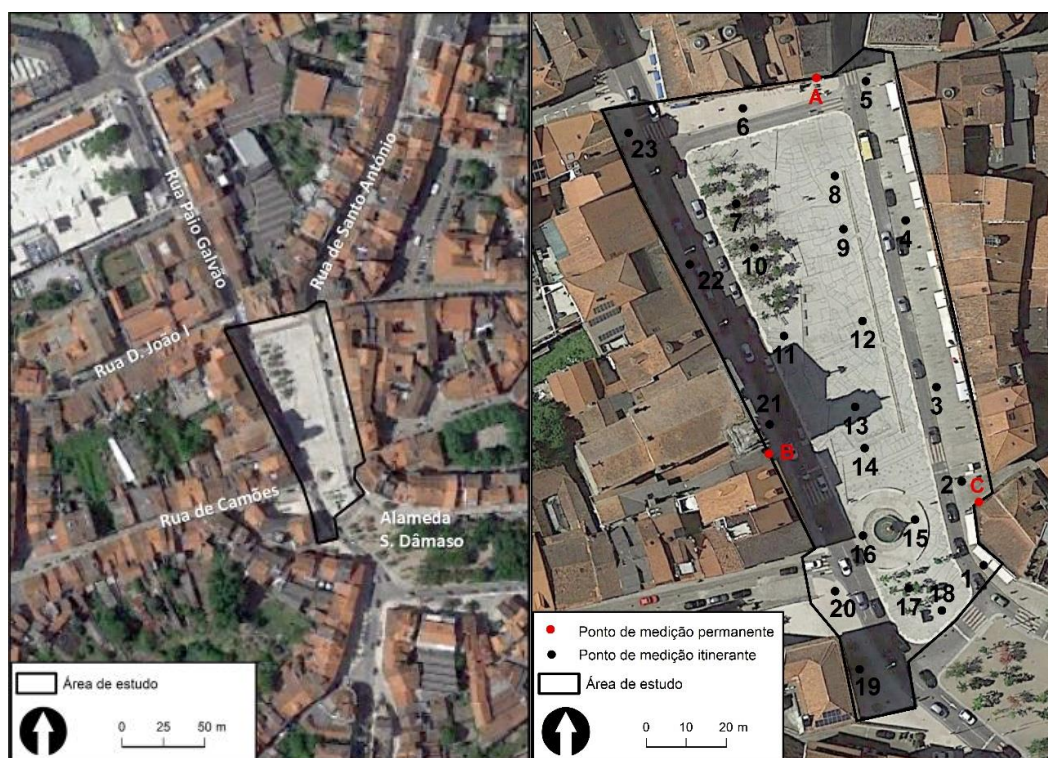 Rua Paio Galvão
Rua de Santo António
Rua D. João I
Rua de Camões
Alameda
S. Dâmaso
Área de estudo
0 25 50 m
A
5
6
23
8
7
4
9
10
22
12
11
3
13
21
14
B
2
C
15
16
1
17
18
20
19
Ponto de medição permanente
Ponto de medição itinerante
Área de estudo
0 10 20 m